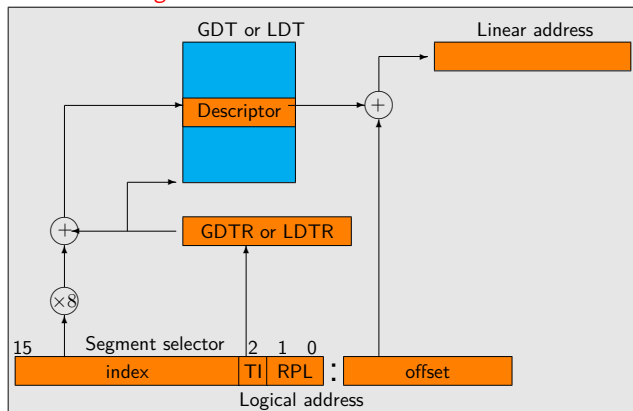 GDT or LDT
Linear address
Descriptor
+
+
GDTR or LDTR
×8
15 Segment selector 2 1 0
index TI RPL : offset
Logical address